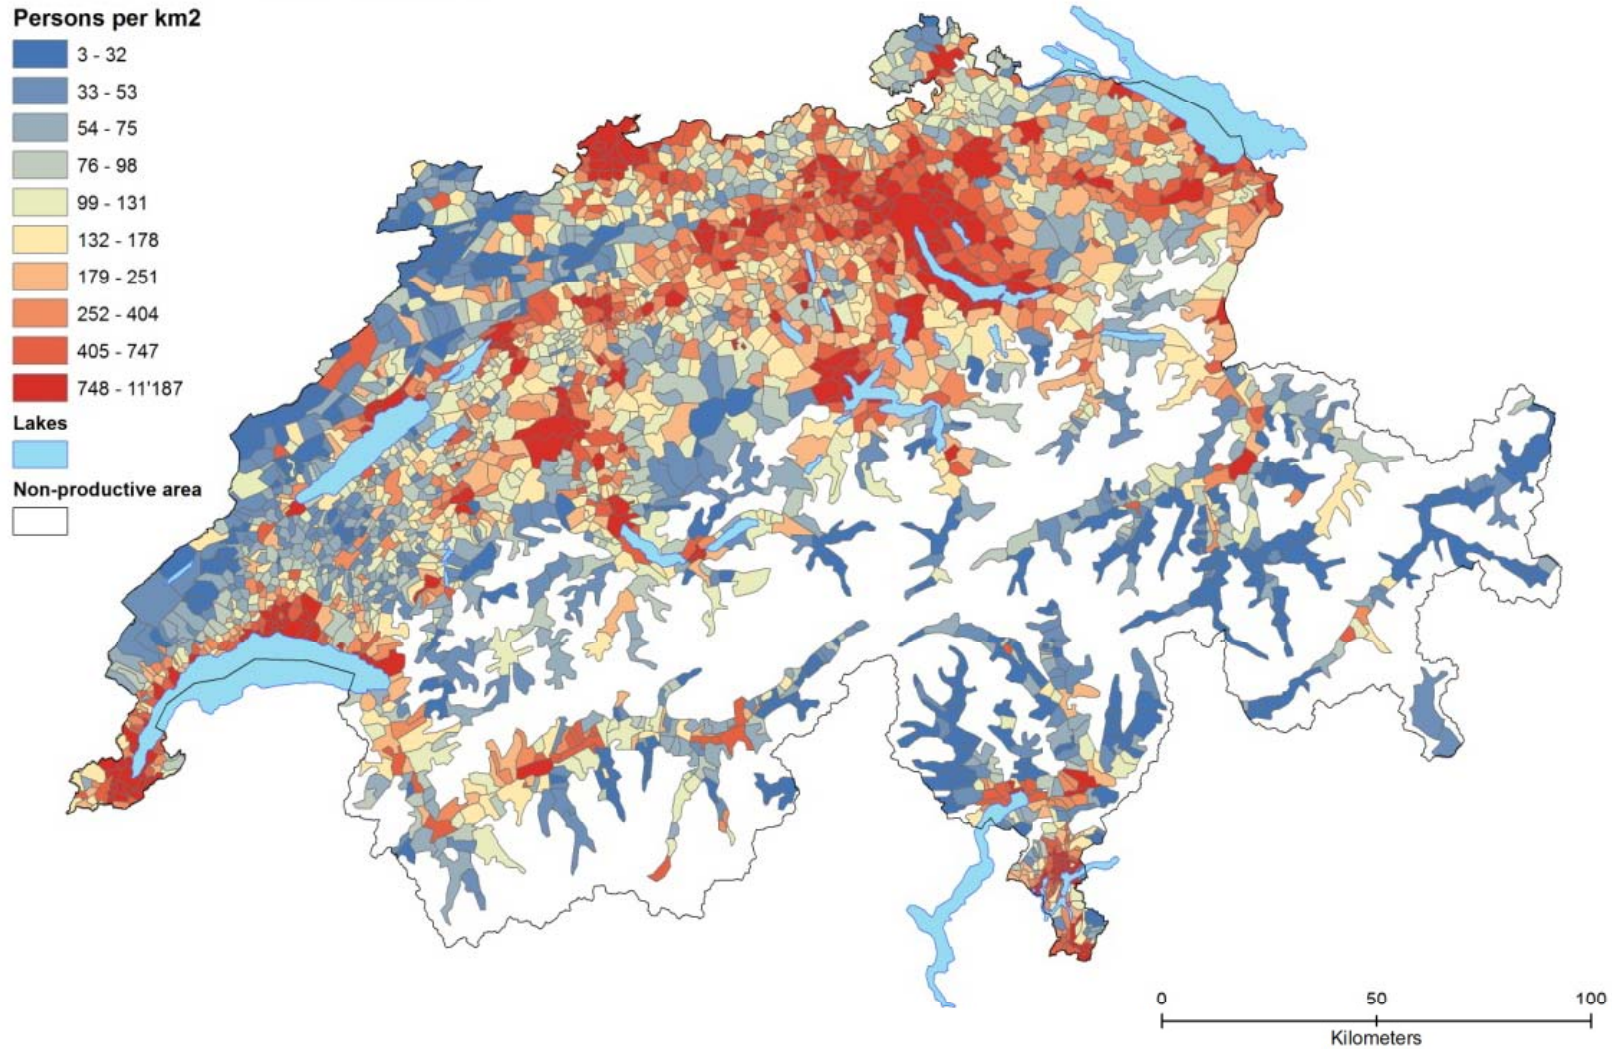 Persons per km2
3 - 32
33 - 53
54 - 75
76 - 98
99 - 131
132 - 178
179 - 251
252 - 404
405 - 747
748 - 11'187
Lakes
Non-productive area
0 50 100
Kilometers